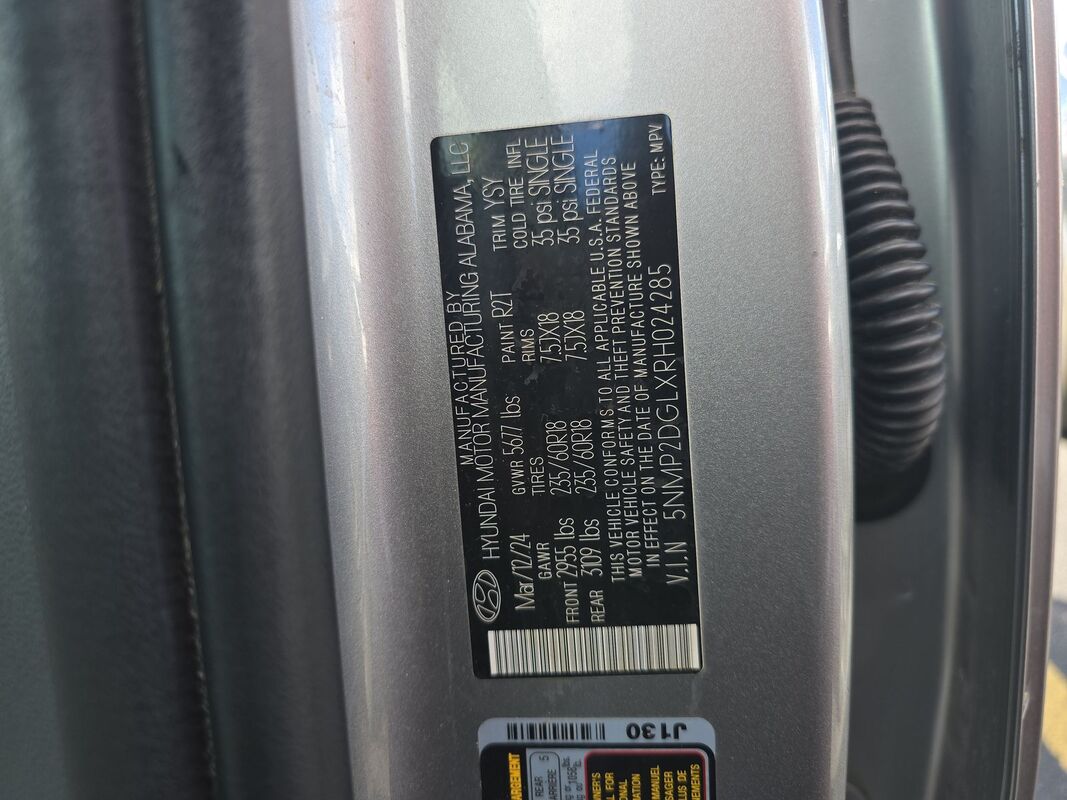 MANUFACTURED BY
HYUNDAI MOTOR MANUFACTURING ALABAMA, LLC
Mar/12/24 GVWR 5677 lbs PAINT R2T TRIM YSY
GAWR TIRES RIMS COLD TIRE INFL
FRONT 2955 lbs 235/60R18 7.5JX18 35 psi SINGLE
REAR 3109 lbs 235/60R18 7.5JX18 35 psi SINGLE
THIS VEHICLE CONFORMS TO ALL APPLICABLE U.S.A. FEDERAL
MOTOR VEHICLE SAFETY AND THEFT PREVENTION STANDARDS
IN EFFECT ON THE DATE OF MANUFACTURE SHOWN ABOVE
V.I.N 5NMP2DGLXRH024285 TYPE: MPV
J130
REAR 5